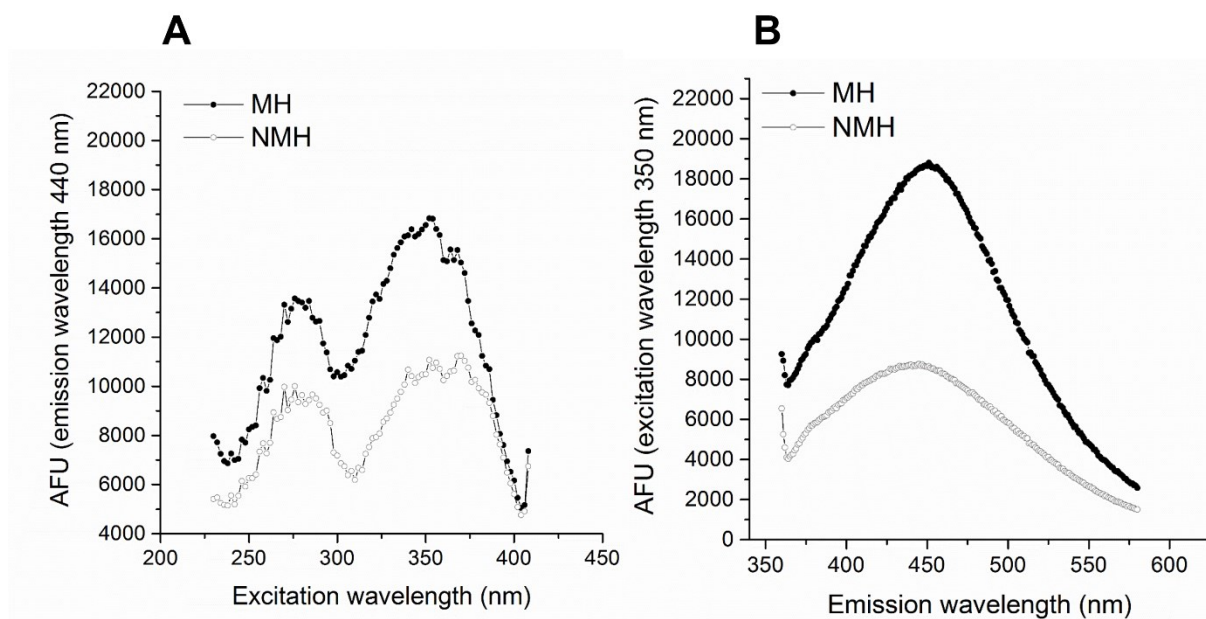 A
AFU (emission wavelength 440 nm)
22000
20000
18000
16000
14000
12000
10000
8000
6000
4000
MH
NMH
200 250 300 350 400 450
Excitation wavelength (nm)
B
AFU (excitation wavelength 350 nm)
22000
20000
18000
16000
14000
12000
10000
8000
6000
4000
2000
0
MH
NMH
350 400 450 500 550 600
Emission wavelength (nm)